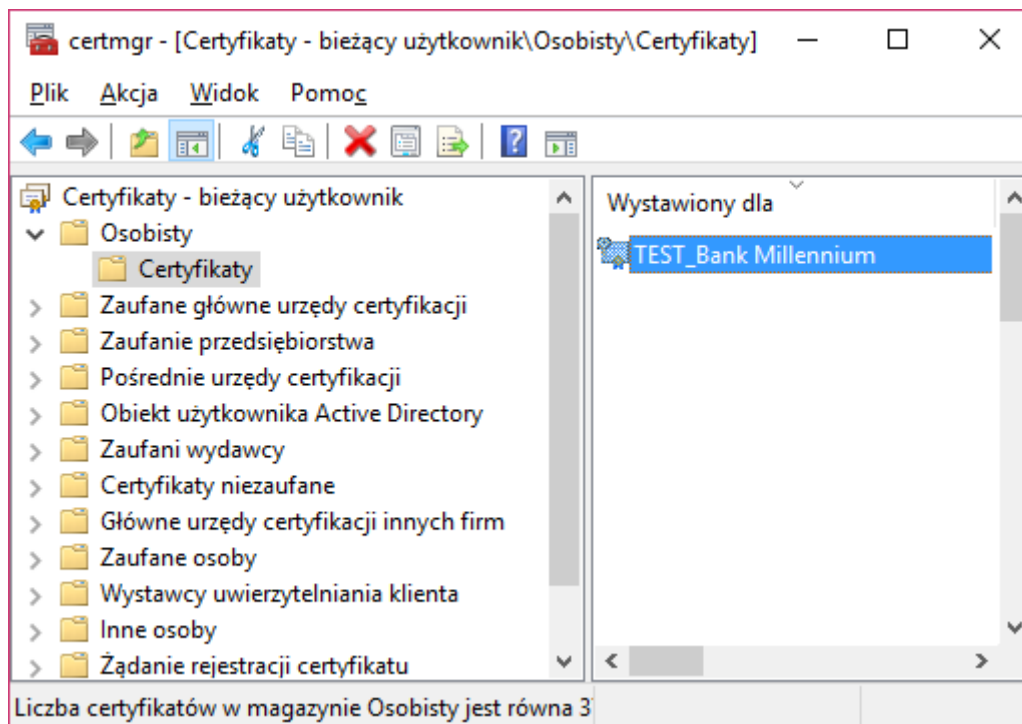 certmgr - [Certyfikaty - bieżący użytkownik\Osobisty\Certyfikaty]
Plik Akcja Widok Pomoc
Certyfikaty - bieżący użytkownik
Osobisty
Certyfikaty
Zaufane główne urzędy certyfikacji
Zaufanie przedsiębiorstwa
Pośrednie urzędy certyfikacji
Obiekt użytkownika Active Directory
Zaufani wydawcy
Certyfikaty niezaufane
Główne urzędy certyfikacji innych firm
Zaufane osoby
Wystawcy uwierzytelniania klienta
Inne osoby
Żądanie rejestracji certyfikatu
Wystawiony dla
TEST_Bank Millennium
Liczba certyfikatów w magazynie Osobisty jest równa